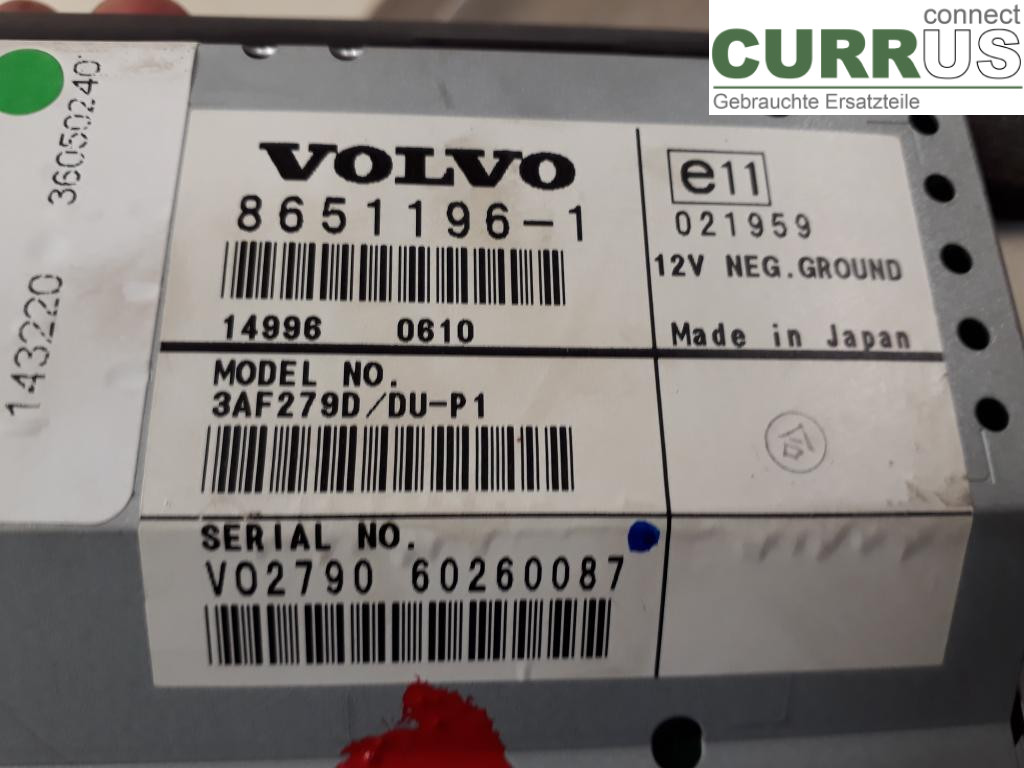 connect
CURRUS
Gebrauchte Ersatzteile
36050240
143220
VOLVO
8651196-1
14996 0610
e11
021959
12V NEG.GROUND
Made in Japan
MODEL NO.
3AF279D/DU-P1
SERIAL NO.
VO2790 60260087